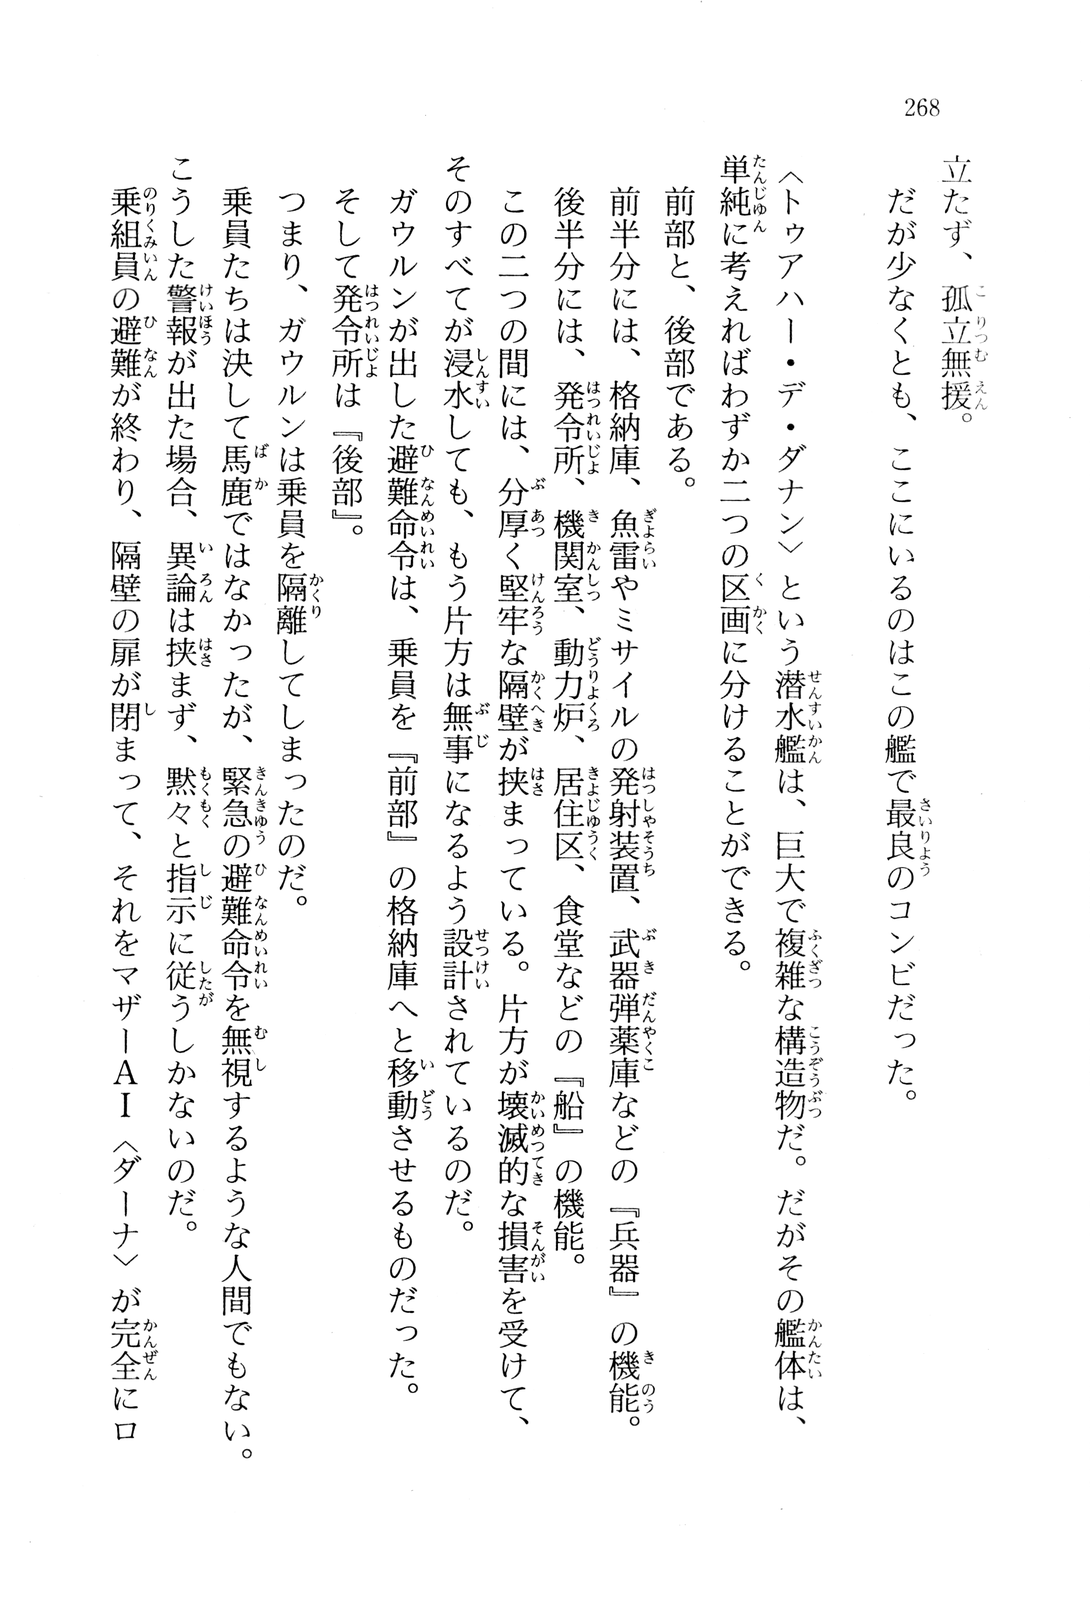 268
立たず、孤立無援。
だが少なくとも、ここにいるのはこの艦で最良のコンビだった。
〈トゥアハー・デ・ダナン〉という潜水艦は、巨大で複雑な構造物だ。だがその艦体は、
単純に考えればわずか二つの区画に分けることができる。
前部と、後部である。
前半分には、格納庫、魚雷やミサイルの発射装置、武器弾薬庫などの『兵器』の機能。
後半分には、発令所、機関室、動力炉、居住区、食堂などの『船』の機能。
この二つの間には、分厚く堅牢な隔壁が挟まっている。片方が壊滅的な損害を受けて、
そのすべてが浸水しても、もう片方は無事になるよう設計されているのだ。
ガウルンが出した避難命令は、乗員を『前部』の格納庫へと移動させるものだった。
そして発令所は『後部』。
つまり、ガウルンは乗員を隔離してしまったのだ。
乗員たちは決して馬鹿ではなかったが、緊急の避難命令を無視するような人間でもない。
こうした警報が出た場合、異論は挟まず、黙々と指示に従うしかないのだ。
乗組員の避難が終わり、隔壁の扉が閉まって、それをマザーAI〈ダーナ〉が完全にロ